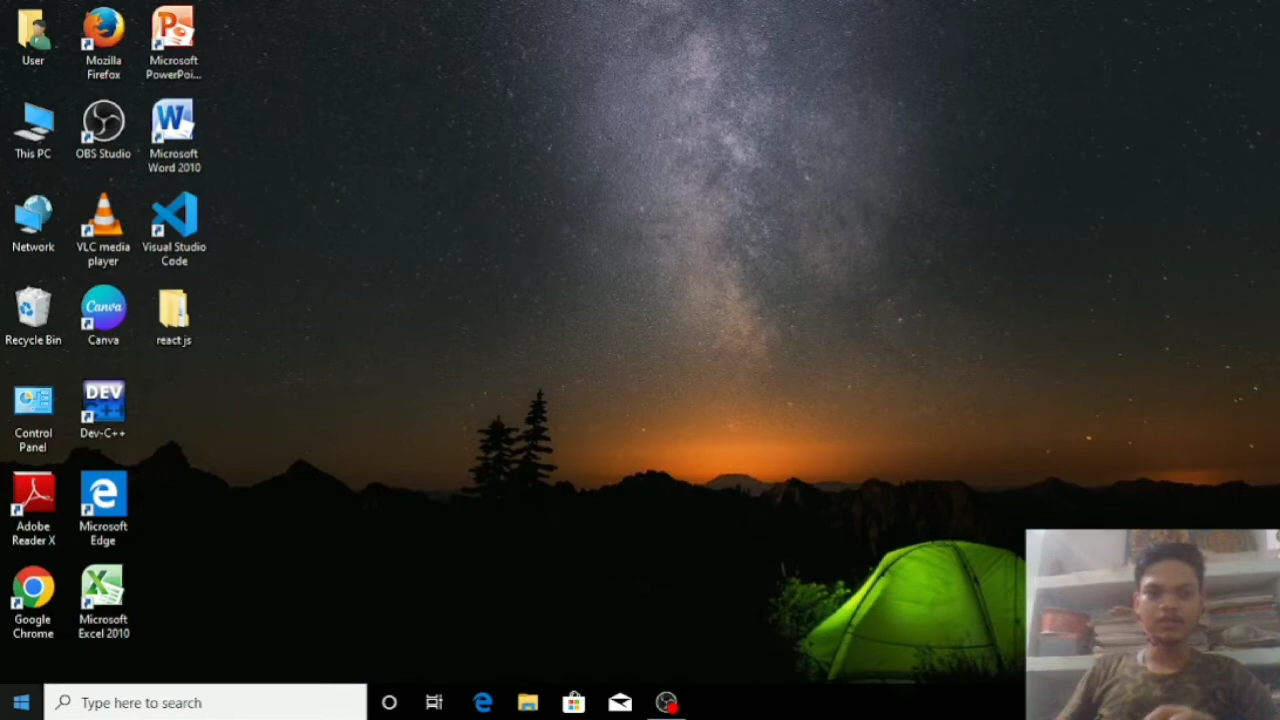 User
Mozilla
Firefox
Microsoft
PowerPoi...
This PC
OBS Studio
Microsoft
Word 2010
Network
VLC media
player
Visual Studio
Code
Recycle Bin
Canva
Canva
react js
Control
Panel
DEV
C++
Dev-C++
Adobe
Reader X
Microsoft
Edge
Google
Chrome
Microsoft
Excel 2010
Type here to search